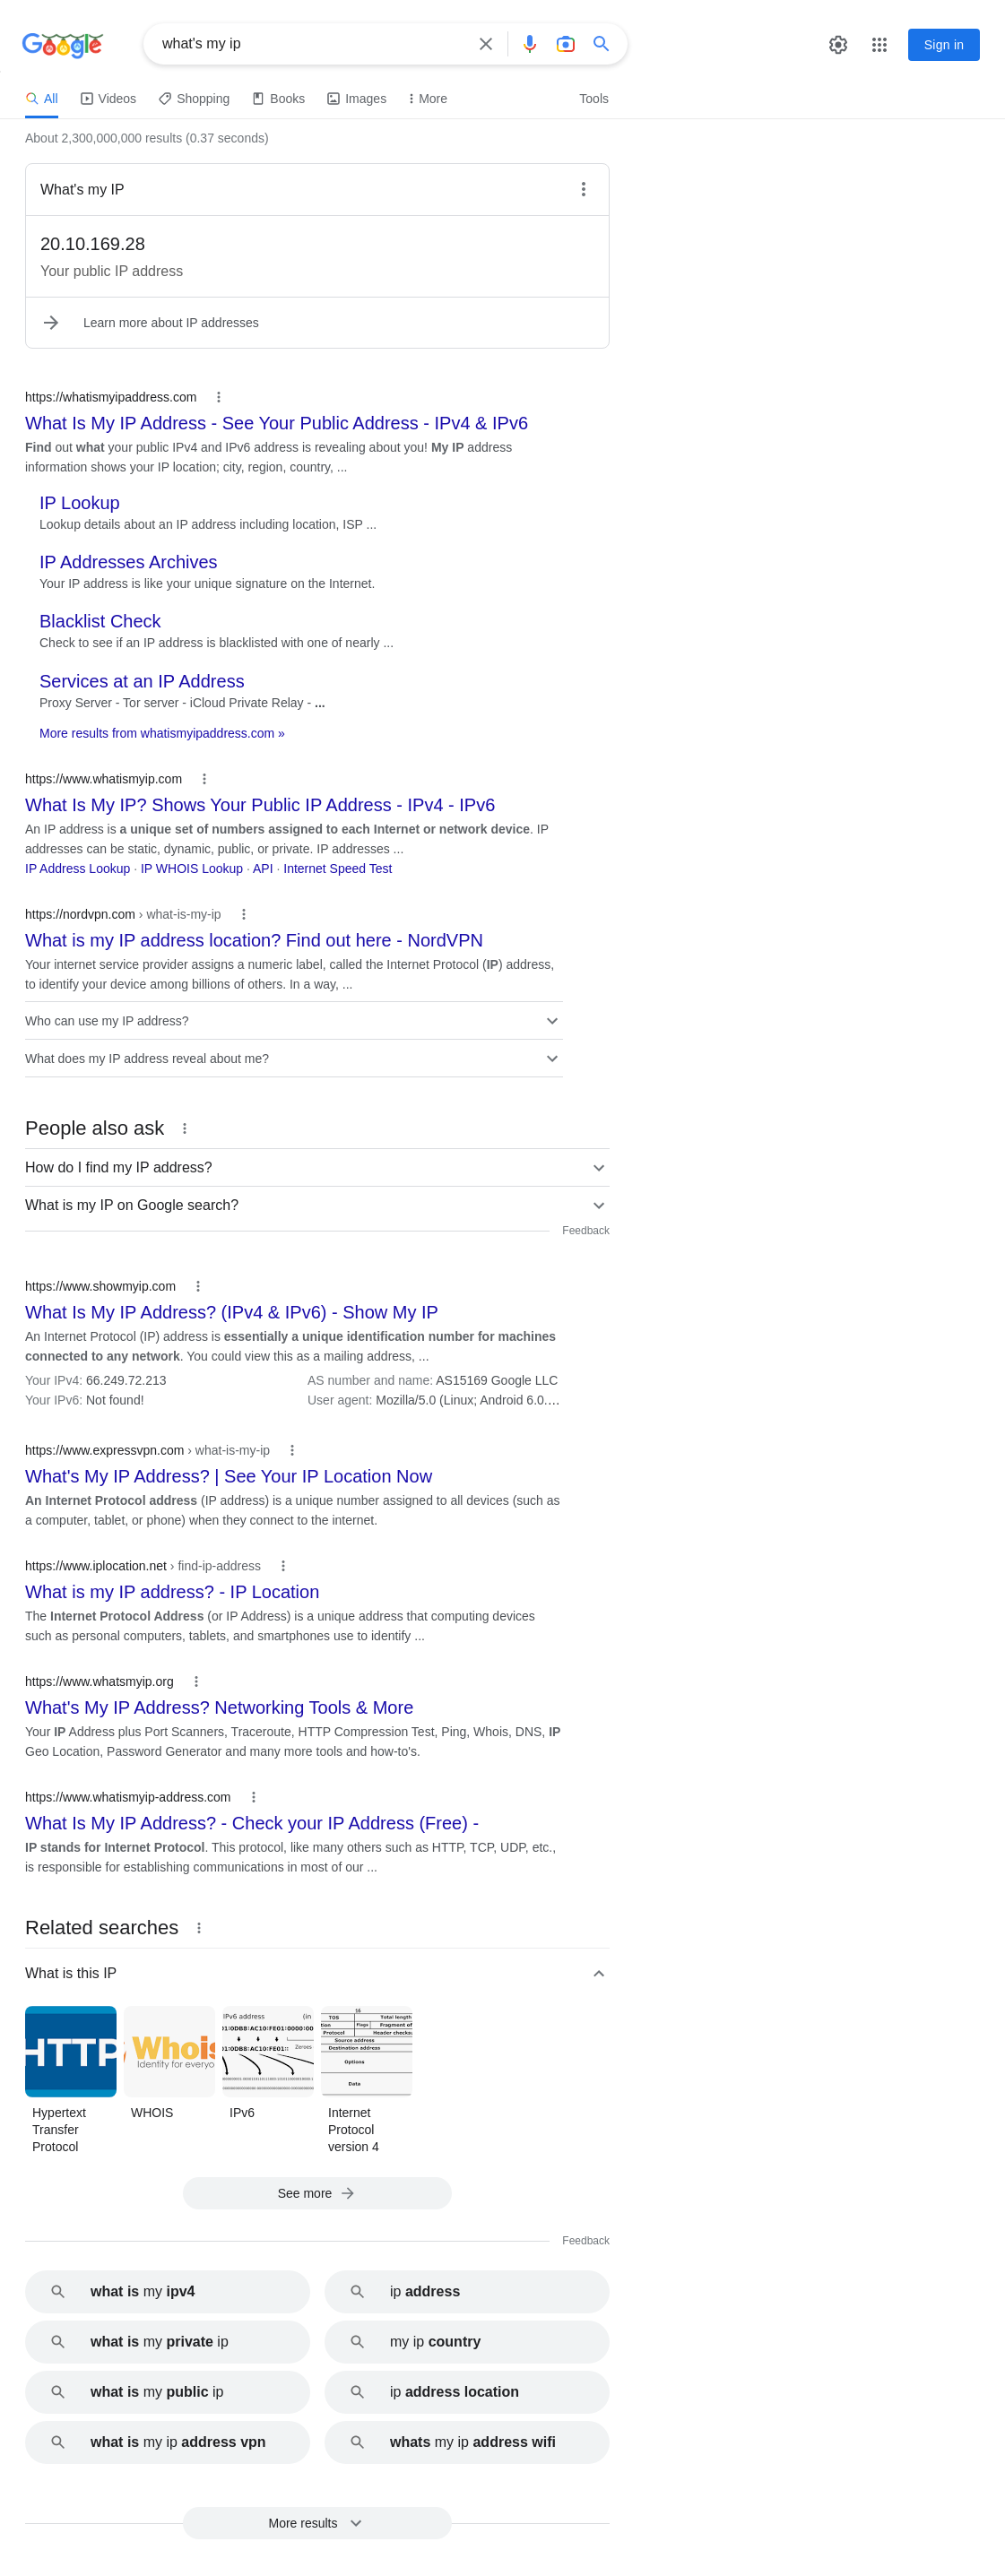 Google
what's my ip
Sign in
All
Videos
Shopping
Books
Images
More
Tools
About 2,300,000,000 results (0.37 seconds)
What's my IP
20.10.169.28
Your public IP address
Learn more about IP addresses
https://whatismyipaddress.com
What Is My IP Address - See Your Public Address - IPv4 & IPv6
Find out what your public IPv4 and IPv6 address is revealing about you! My IP address
information shows your IP location; city, region, country, ...
IP Lookup
Lookup details about an IP address including location, ISP ...
IP Addresses Archives
Your IP address is like your unique signature on the Internet.
Blacklist Check
Check to see if an IP address is blacklisted with one of nearly ...
Services at an IP Address
Proxy Server - Tor server - iCloud Private Relay - ...
More results from whatismyipaddress.com »
https://www.whatismyip.com
What Is My IP? Shows Your Public IP Address - IPv4 - IPv6
An IP address is a unique set of numbers assigned to each Internet or network device. IP
addresses can be static, dynamic, public, or private. IP addresses ...
IP Address Lookup · IP WHOIS Lookup · API · Internet Speed Test
https://nordvpn.com › what-is-my-ip
What is my IP address location? Find out here - NordVPN
Your internet service provider assigns a numeric label, called the Internet Protocol (IP) address,
to identify your device among billions of others. In a way, ...
Who can use my IP address?
What does my IP address reveal about me?
People also ask
How do I find my IP address?
What is my IP on Google search?
Feedback
https://www.showmyip.com
What Is My IP Address? (IPv4 & IPv6) - Show My IP
An Internet Protocol (IP) address is essentially a unique identification number for machines
connected to any network. You could view this as a mailing address, ...
Your IPv4: 66.249.72.213
AS number and name: AS15169 Google LLC
Your IPv6: Not found!
User agent: Mozilla/5.0 (Linux; Android 6.0....
https://www.expressvpn.com › what-is-my-ip
What's My IP Address? | See Your IP Location Now
An Internet Protocol address (IP address) is a unique number assigned to all devices (such as
a computer, tablet, or phone) when they connect to the internet.
https://www.iplocation.net › find-ip-address
What is my IP address? - IP Location
The Internet Protocol Address (or IP Address) is a unique address that computing devices
such as personal computers, tablets, and smartphones use to identify ...
https://www.whatsmyip.org
What's My IP Address? Networking Tools & More
Your IP Address plus Port Scanners, Traceroute, HTTP Compression Test, Ping, Whois, DNS, IP
Geo Location, Password Generator and many more tools and how-to's.
https://www.whatismyip-address.com
What Is My IP Address? - Check your IP Address (Free) -
IP stands for Internet Protocol. This protocol, like many others such as HTTP, TCP, UDP, etc.,
is responsible for establishing communications in most of our ...
Related searches
What is this IP
HTTP
Whois
Identity for everyo
IPv6 address (in
Zeroes
16
TOS Total length
Flags Fragment of
Protocol Header checks
Source address
Destination address
Options
Data
Hypertext
Transfer
Protocol
WHOIS
IPv6
Internet
Protocol
version 4
See more
Feedback
what is my ipv4
ip address
what is my private ip
my ip country
what is my public ip
ip address location
what is my ip address vpn
whats my ip address wifi
More results